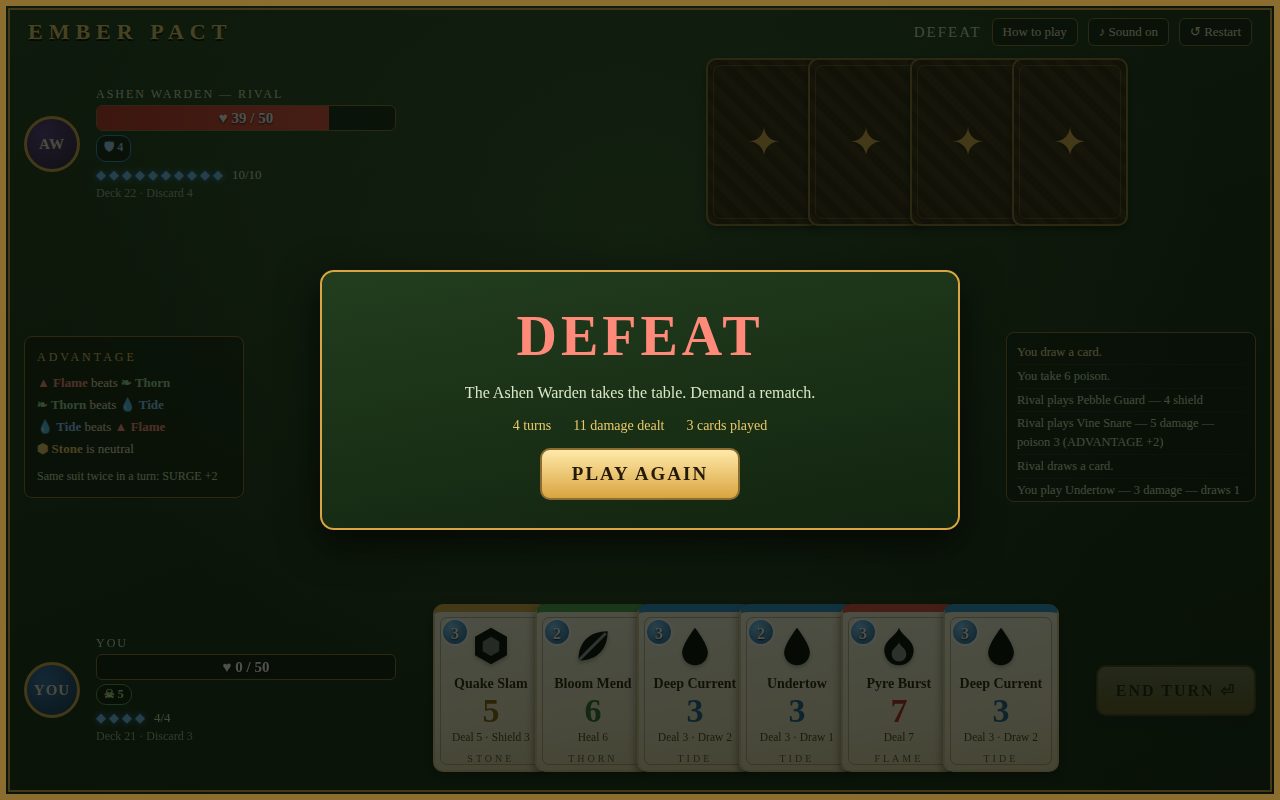 EMBER PACT
DEFEAT
How to play
♪ Sound on
↺ Restart
ASHEN WARDEN — RIVAL
AW
♥ 39 / 50
4
10/10
Deck 22 · Discard 4
ADVANTAGE
▲ Flame beats ❧ Thorn
❧ Thorn beats 💧 Tide
💧 Tide beats ▲ Flame
⬢ Stone is neutral
Same suit twice in a turn: SURGE +2
DEFEAT
The Ashen Warden takes the table. Demand a rematch.
4 turns 11 damage dealt 3 cards played
PLAY AGAIN
You draw a card.
You take 6 poison.
Rival plays Pebble Guard — 4 shield
Rival plays Vine Snare — 5 damage —
poison 3 (ADVANTAGE +2)
Rival draws a card.
You play Undertow — 3 damage — draws 1
YOU
YOU
♥ 0 / 50
☠ 5
4/4
Deck 21 · Discard 3
3
Quake Slam
5
Deal 5 · Shield 3
STONE
2
Bloom Mend
6
Heal 6
THORN
3
Deep Current
3
Deal 3 · Draw 2
TIDE
2
Undertow
3
Deal 3 · Draw 1
TIDE
3
Pyre Burst
7
Deal 7
FLAME
3
Deep Current
3
Deal 3 · Draw 2
TIDE
END TURN ⏎